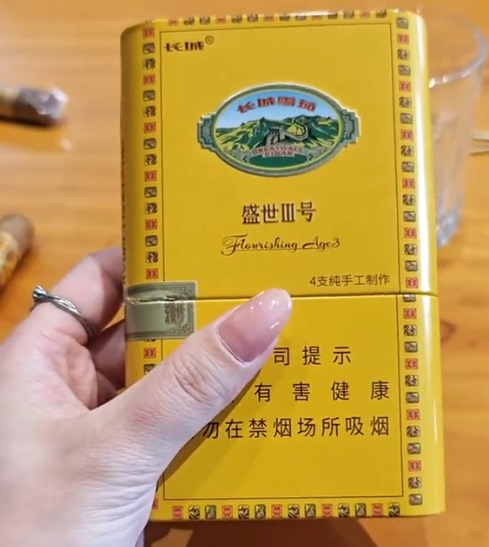 长城®
长城雪茄
GREATWALL
CIGAR
盛世III号
Flourishing Age3
4支纯手工制作
司提示
有害健康
勿在禁烟场所吸烟